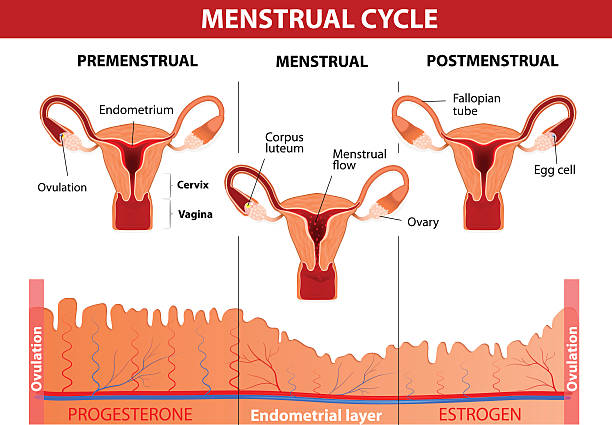 MENSTRUAL CYCLE
PREMENSTRUAL
MENSTRUAL
POSTMENSTRUAL
Endometrium
Ovulation
Cervix
Vagina
Corpus
luteum
Menstrual
flow
Ovary
Fallopian
tube
Egg cell
Ovulation
Ovulation
PROGESTERONE
Endometrial layer
ESTROGEN